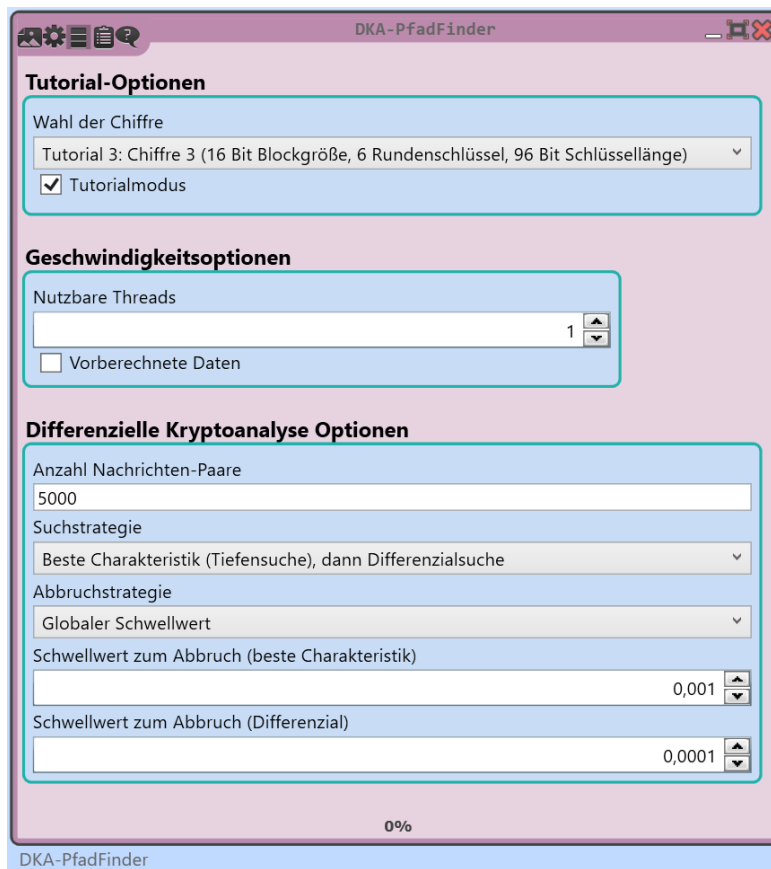 DKA-PfadFinder
Tutorial-Optionen
Wahl der Chiffre
Tutorial 3: Chiffre 3 (16 Bit Blockgröße, 6 Rundenschlüssel, 96 Bit Schlüssellänge)
Tutorialmodus
Geschwindigkeitsoptionen
Nutzbare Threads
1
Vorberechnete Daten
Differenzielle Kryptoanalyse Optionen
Anzahl Nachrichten-Paare
5000
Suchstrategie
Beste Charakteristik (Tiefensuche), dann Differenzialsuche
Abbruchstrategie
Globaler Schwellwert
Schwellwert zum Abbruch (beste Charakteristik)
0,001
Schwellwert zum Abbruch (Differenzial)
0,0001
0%
DKA-PfadFinder